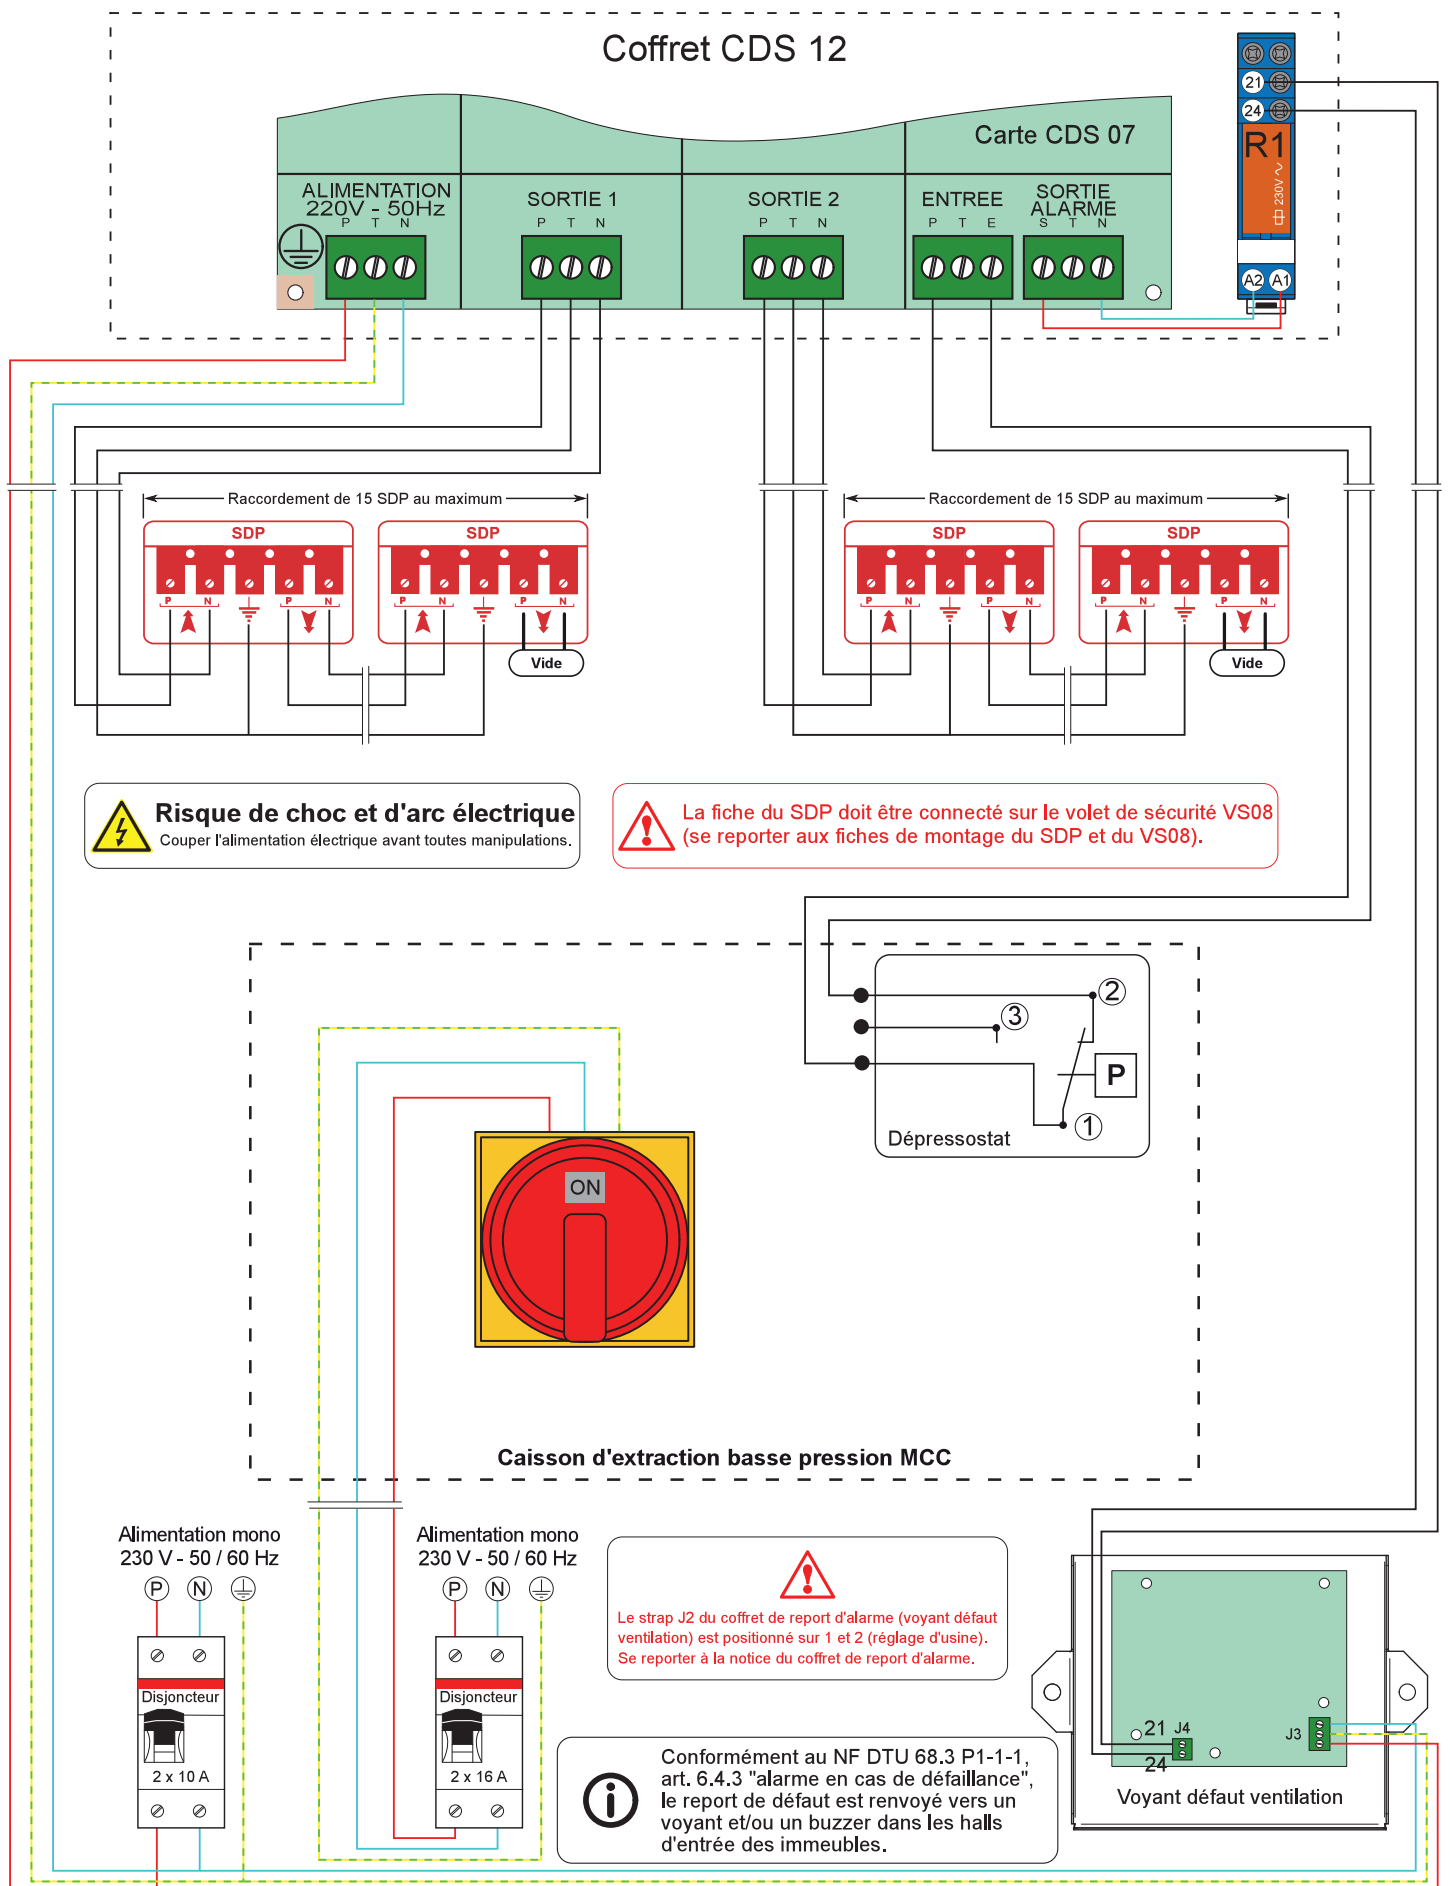 Coffret CDS 12
Carte CDS 07
21
24
R1
230V
A2 A1
ALIMENTATION
220V - 50Hz
P T N
SORTIE 1
P T N
SORTIE 2
P T N
ENTREE
P T E
SORTIE
ALARME
S T N
Raccordement de 15 SDP au maximum
SDP
P N P N
SDP
P N P N
Vide
Raccordement de 15 SDP au maximum
SDP
P N P N
SDP
P N P N
Vide
Risque de choc et d'arc électrique
Couper l'alimentation électrique avant toutes manipulations.
La fiche du SDP doit être connecté sur le volet de sécurité VS08
(se reporter aux fiches de montage du SDP et du VS08).
2
3
P
1
Dépressostat
ON
Caisson d'extraction basse pression MCC
Alimentation mono
230 V - 50 / 60 Hz
P N
Disjoncteur
2 x 10 A
Alimentation mono
230 V - 50 / 60 Hz
P N
Disjoncteur
2 x 16 A
Le strap J2 du coffret de report d'alarme (voyant défaut
ventilation) est positionné sur 1 et 2 (réglage d'usine).
Se reporter à la notice du coffret de report d'alarme.
Conformément au NF DTU 68.3 P1-1-1,
art. 6.4.3 "alarme en cas de défaillance",
le report de défaut est renvoyé vers un
voyant et/ou un buzzer dans les halls
d'entrée des immeubles.
21 J4
24
J3
Voyant défaut ventilation